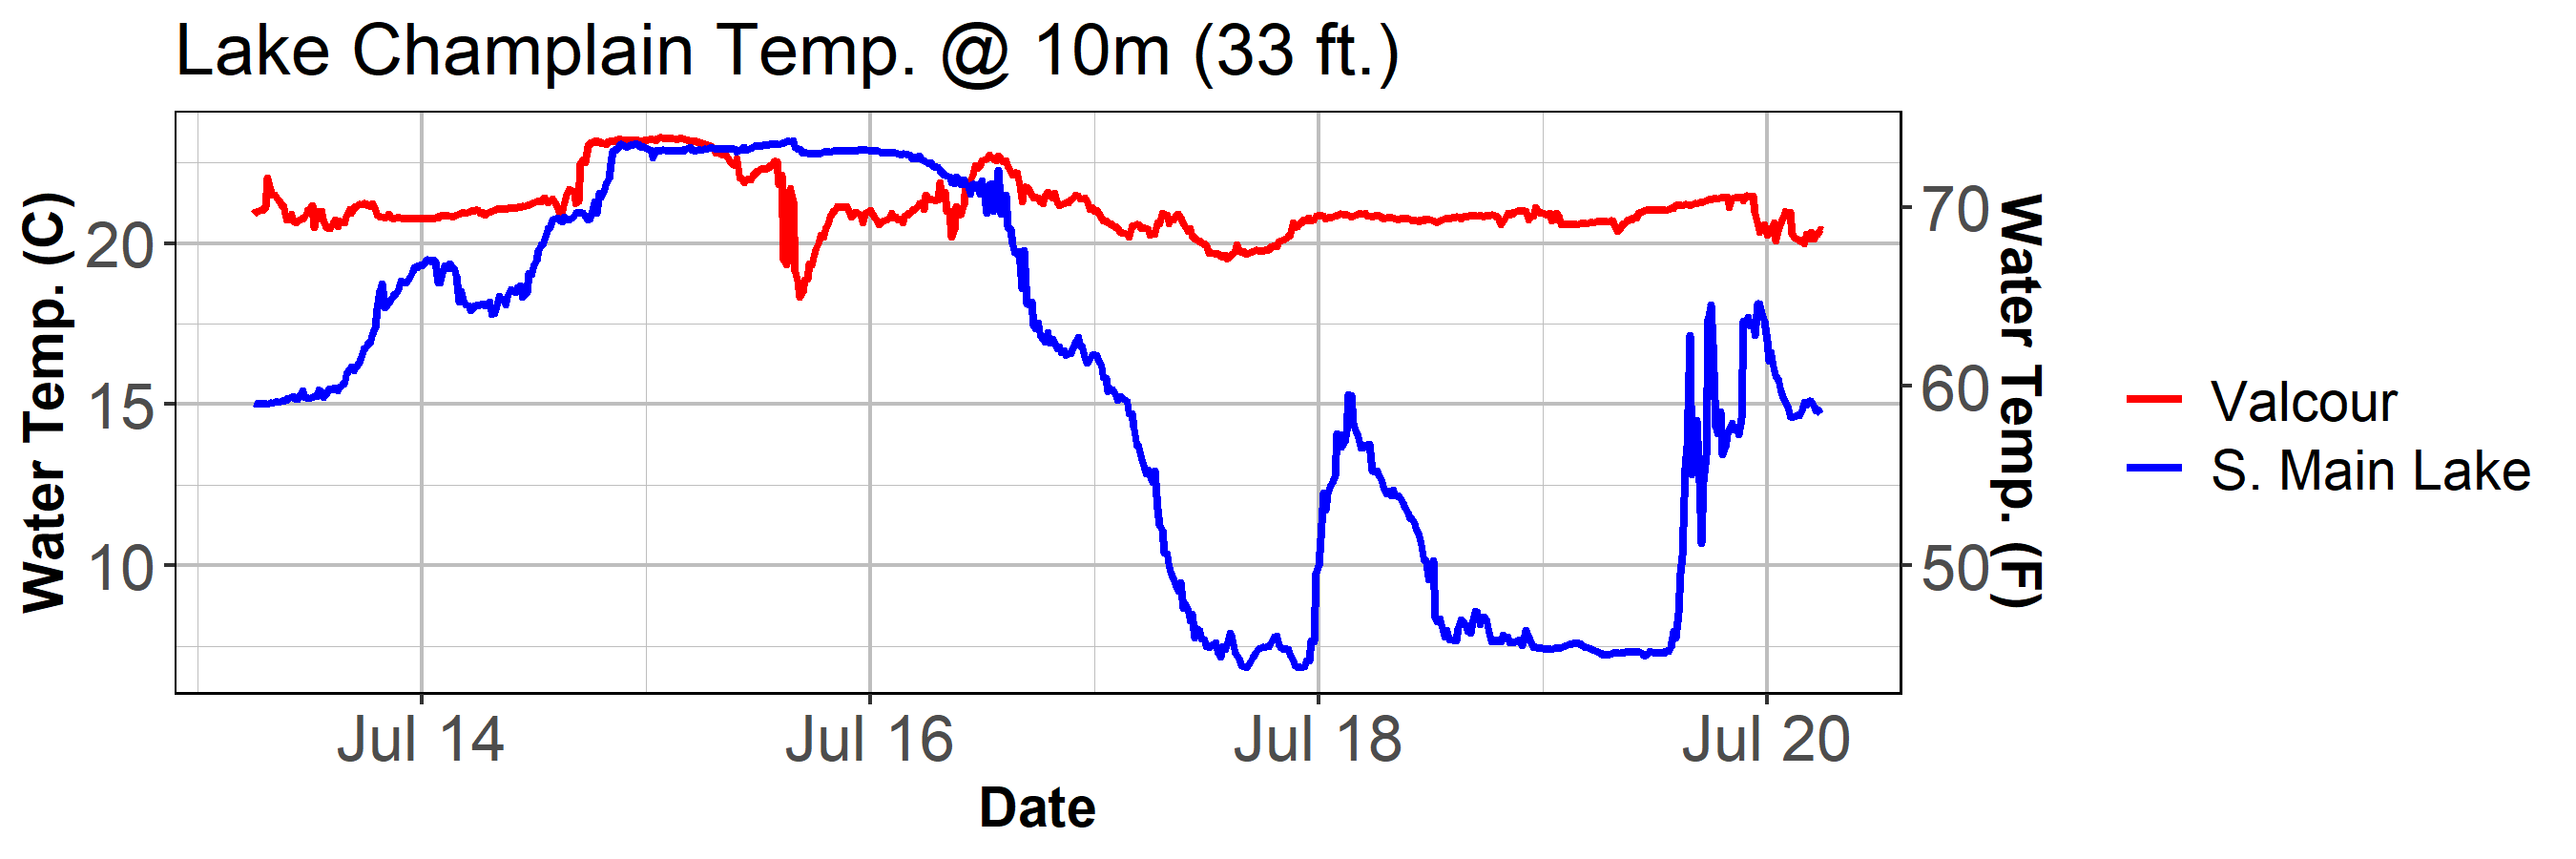 Lake Champlain Temp. @ 10m (33 ft.)
Water Temp. (C)
20
15
10
70
60
50
Water Temp. (F)
Jul 14 Jul 16 Jul 18 Jul 20
Date
Valcour
S. Main Lake